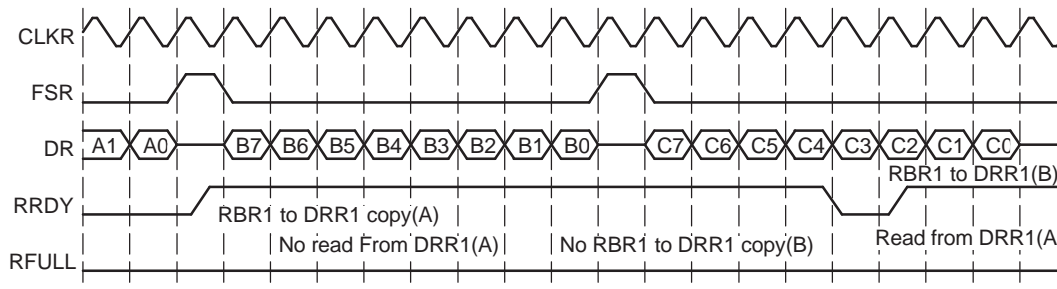 CLKR
FSR
DR A1 A0 B7 B6 B5 B4 B3 B2 B1 B0 C7 C6 C5 C4 C3 C2 C1 C0
RBR1 to DRR1(B)
RRDY
RBR1 to DRR1 copy(A)
No read From DRR1(A) No RBR1 to DRR1 copy(B) Read from DRR1(A
RFULL